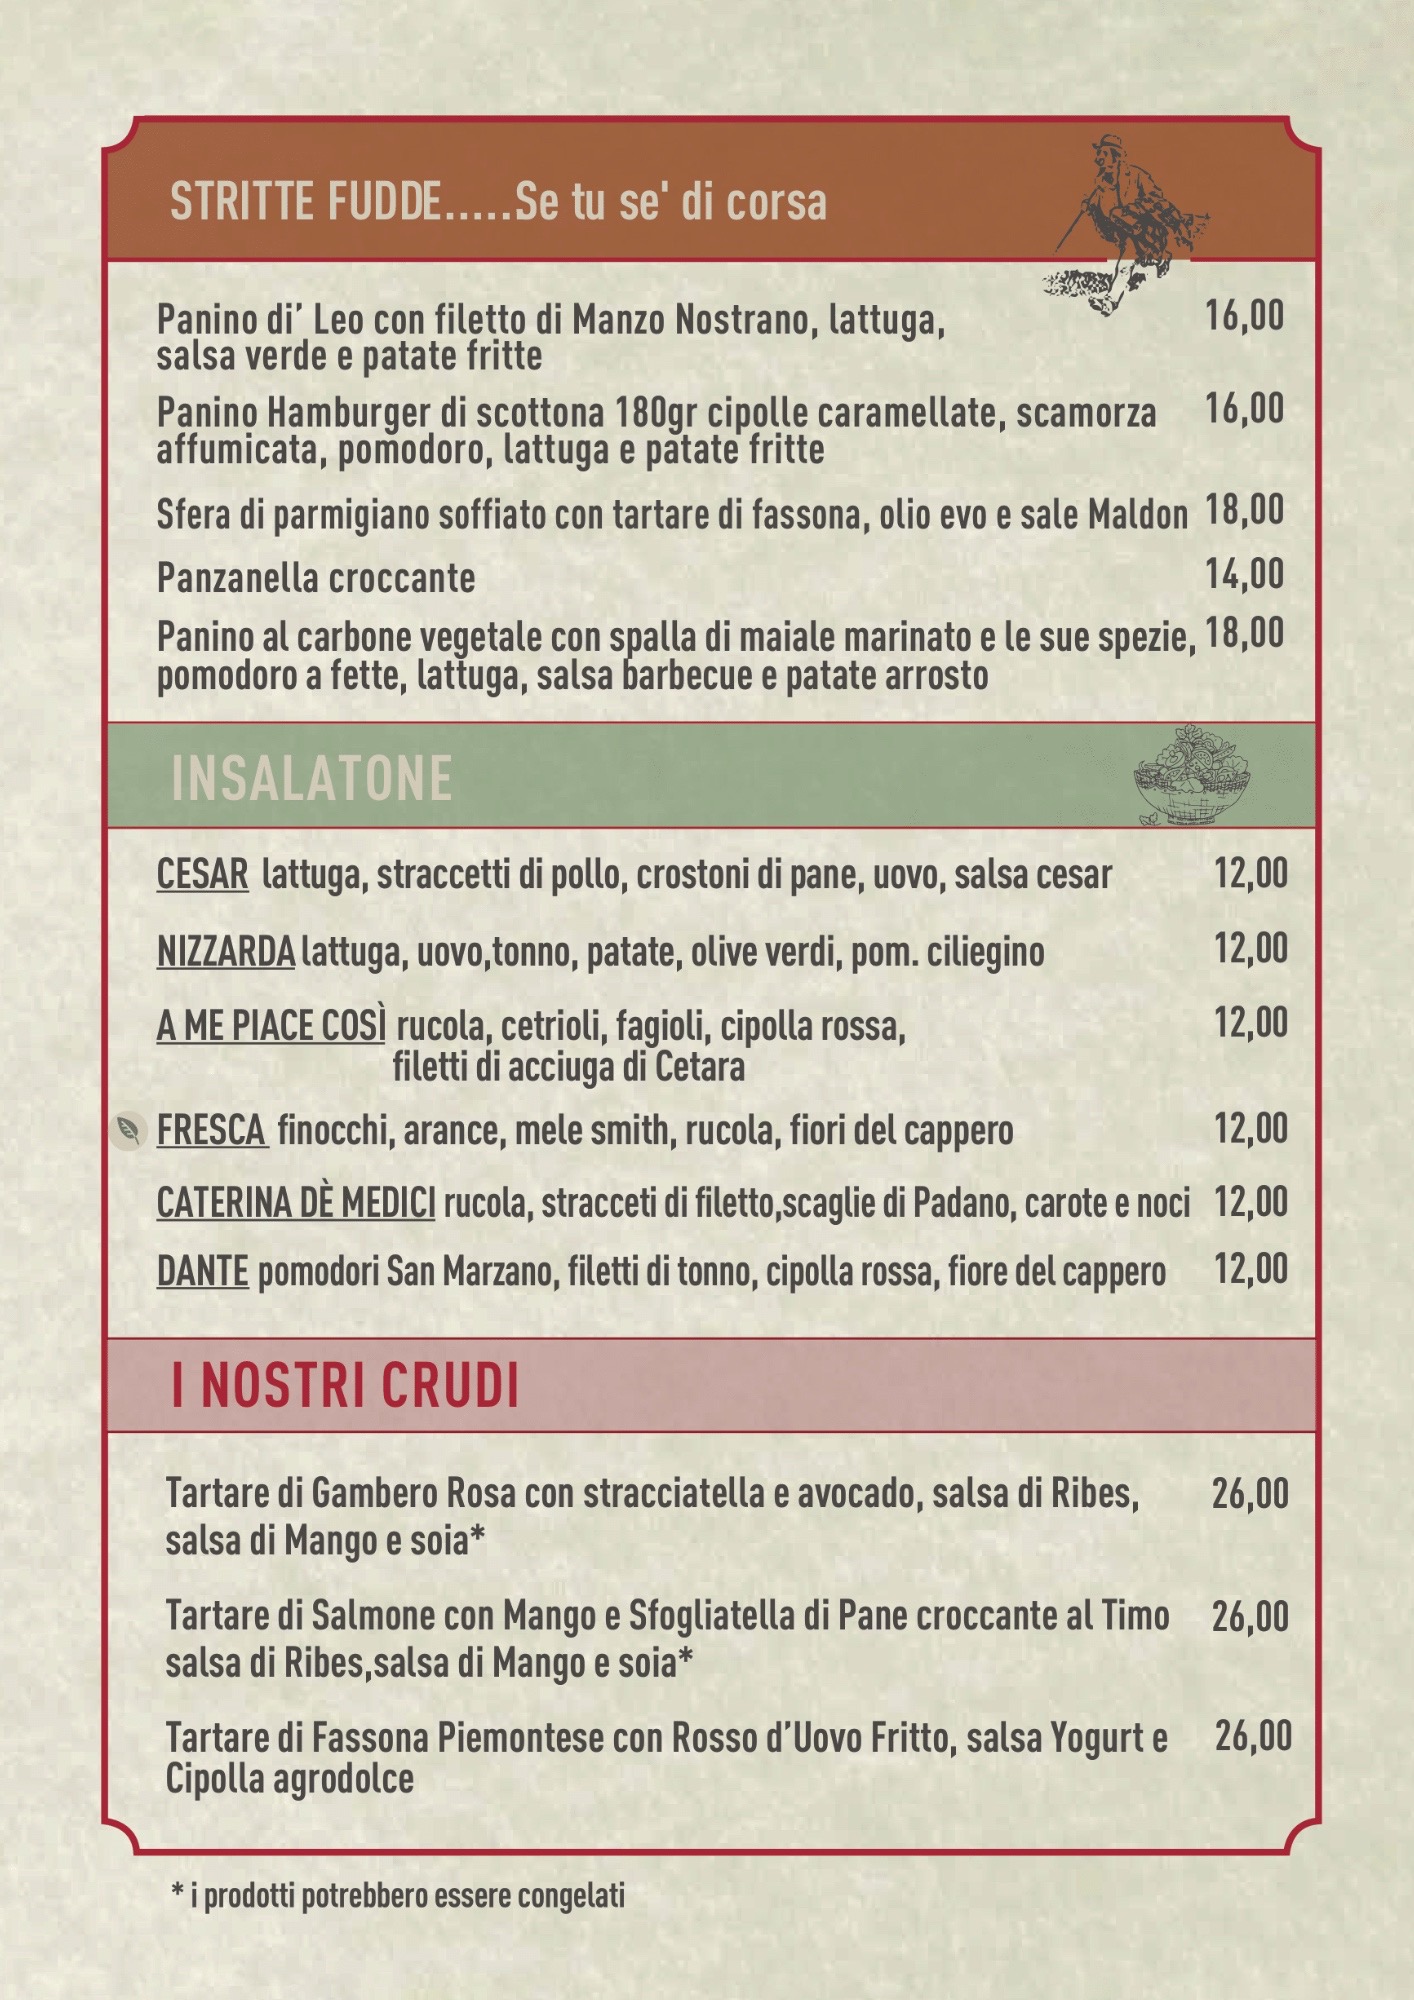 STRITTE FUDDE.....Se tu se' di corsa
Panino di’ Leo con filetto di Manzo Nostrano, lattuga, 16,00
salsa verde e patate fritte
Panino Hamburger di scottona 180gr cipolle caramellate, scamorza 16,00
affumicata, pomodoro, lattuga e patate fritte
Sfera di parmigiano soffiato con tartare di fassona, olio evo e sale Maldon 18,00
Panzanella croccante 14,00
Panino al carbone vegetale con spalla di maiale marinato e le sue spezie, 18,00
pomodoro a fette, lattuga, salsa barbecue e patate arrosto
INSALATONE
CESAR lattuga, straccetti di pollo, crostoni di pane, uovo, salsa cesar 12,00
NIZZARDA lattuga, uovo,tonno, patate, olive verdi, pom. ciliegino 12,00
A ME PIACE COSÌ rucola, cetrioli, fagioli, cipolla rossa, 12,00
filetti di acciuga di Cetara
FRESCA finocchi, arance, mele smith, rucola, fiori del cappero 12,00
CATERINA DÈ MEDICI rucola, stracceti di filetto,scaglie di Padano, carote e noci 12,00
DANTE pomodori San Marzano, filetti di tonno, cipolla rossa, fiore del cappero 12,00
I NOSTRI CRUDI
Tartare di Gambero Rosa con stracciatella e avocado, salsa di Ribes, 26,00
salsa di Mango e soia*
Tartare di Salmone con Mango e Sfogliatella di Pane croccante al Timo 26,00
salsa di Ribes,salsa di Mango e soia*
Tartare di Fassona Piemontese con Rosso d’Uovo Fritto, salsa Yogurt e 26,00
Cipolla agrodolce
* i prodotti potrebbero essere congelati